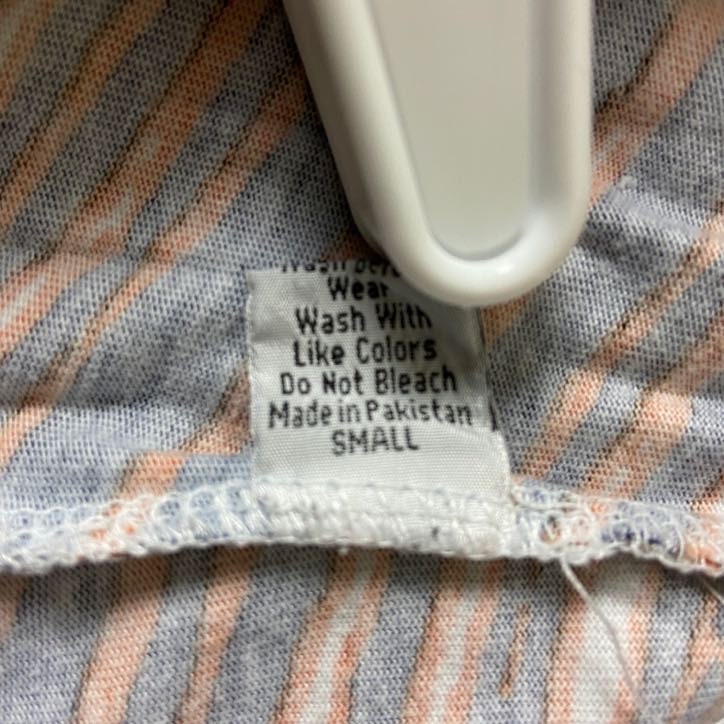 Wear
Wash With
Like Colors
Do Not Bleach
Made in Pakistan
SMALL